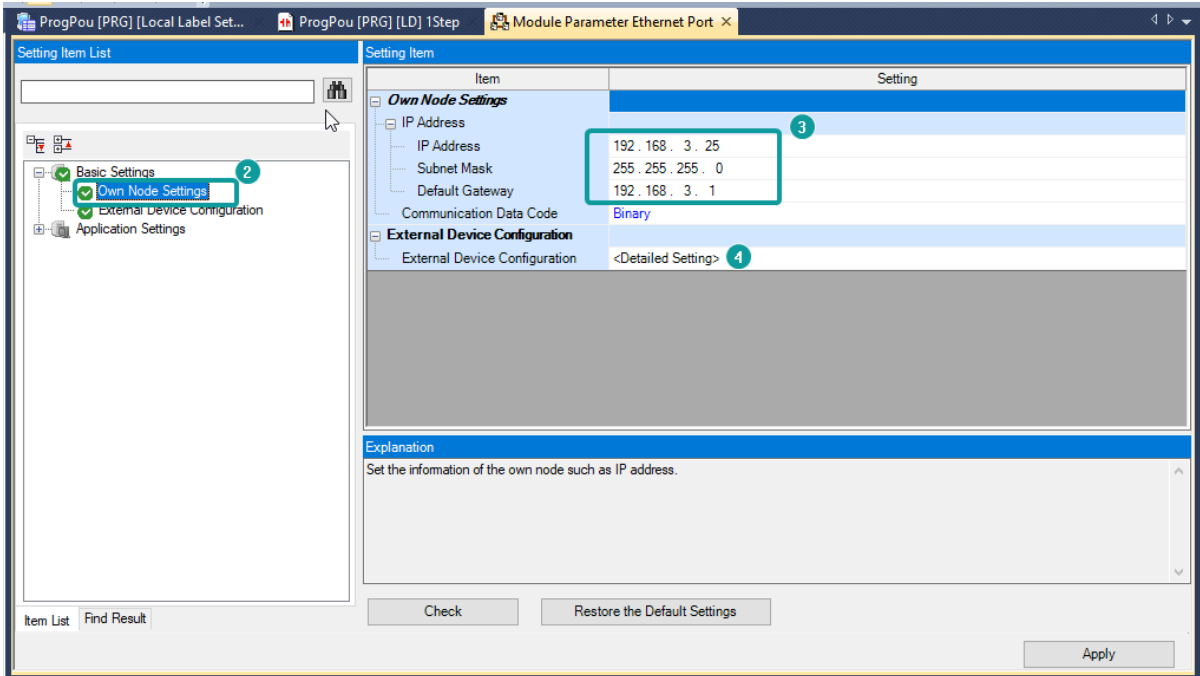 ProgPou [PRG] [Local Label Set...
ProgPou [PRG] [LD] 1Step
Module Parameter Ethernet Port
Setting Item List
Item List
Find Result
Basic Settings
2
Own Node Settings
External Device Configuration
Application Settings
Setting Item
Item
Setting
Own Node Settings
IP Address
3
IP Address
192 . 168 . 3 . 25
Subnet Mask
255 . 255 . 255 . 0
Default Gateway
192 . 168 . 3 . 1
Communication Data Code
Binary
External Device Configuration
External Device Configuration
<Detailed Setting>
4
Explanation
Set the information of the own node such as IP address.
Check
Restore the Default Settings
Apply